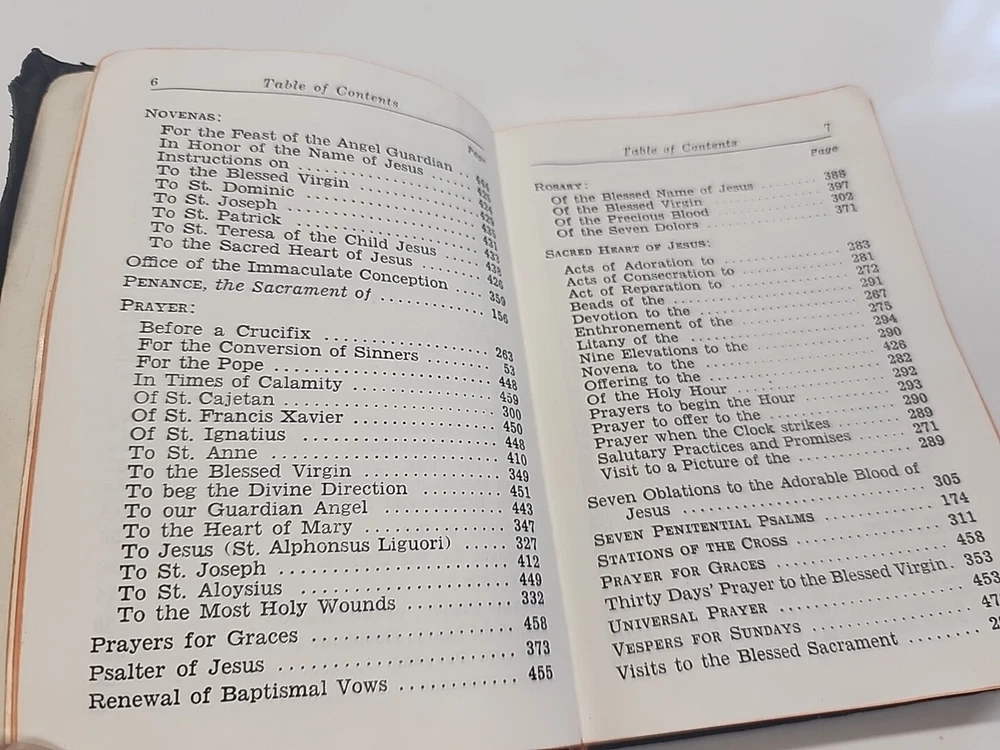 6 Table of Contents
Page
NOVENAS:
For the Feast of the Angel Guardian
In Honor of the Name of Jesus
Instructions on ........ 424
To the Blessed Virgin ........ 429
To St. Dominic ........
To St. Joseph ........ 431
To St. Patrick ........ 433
To St. Teresa of the Child Jesus ........ 438
To the Sacred Heart of Jesus ........ 426
Office of the Immaculate Conception .... 359
PENANCE, the Sacrament of .......... 156
PRAYER:
Before a Crucifix ........ 263
For the Conversion of Sinners ........ 53
For the Pope ........ 448
In Times of Calamity ........ 459
Of St. Cajetan ........ 300
Of St. Francis Xavier ........ 450
Of St. Ignatius ........ 448
To St. Anne ........ 410
To the Blessed Virgin ........ 349
To beg the Divine Direction ........ 451
To our Guardian Angel ........ 443
To the Heart of Mary ........ 347
To Jesus (St. Alphonsus Liguori) ..... 327
To St. Joseph ........ 412
To St. Aloysius ........ 449
To the Most Holy Wounds ........ 332
Prayers for Graces ........ 458
Psalter of Jesus ........ 373
Renewal of Baptismal Vows ........ 455
Table of Contents 7
Page
ROSARY:
Of the Blessed Name of Jesus ........ 388
Of the Blessed Virgin ........ 397
Of the Precious Blood ........ 302
Of the Seven Dolors ........ 371
SACRED HEART OF JESUS:
Acts of Adoration to ........ 283
Acts of Consecration to ........ 281
Act of Reparation to ........ 272
Beads of the ........ 291
Devotion to the ........ 267
Enthronement of the ........ 275
Litany of the ........ 294
Nine Elevations to the ........ 290
Novena to the ........ 426
Offering to the ........ 282
Of the Holy Hour ........ 292
Prayers to begin the Hour ........ 293
Prayer to offer to the ........ 290
Prayer when the Clock strikes ........ 289
Salutary Practices and Promises ...... 271
Visit to a Picture of the ........ 289
Seven Oblations to the Adorable Blood of
Jesus ........ 305
SEVEN PENITENTIAL PSALMS ........ 174
STATIONS OF THE CROSS ........ 311
PRAYER FOR GRACES ........ 458
Thirty Days' Prayer to the Blessed Virgin. 353
UNIVERSAL PRAYER ........ 453
VESPERS FOR SUNDAYS ........ 47
Visits to the Blessed Sacrament ........ 2